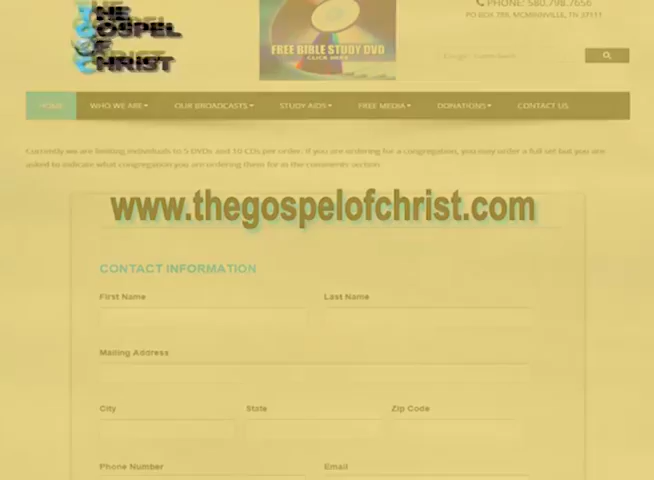 THE
GOSPEL
OF
CHRIST
FREE BIBLE STUDY DVD
CLICK HERE
PHONE: 580.798.7656
PO BOX 788, MCMINNVILLE, TN 37111
HOME WHO WE ARE OUR BROADCASTS STUDY AIDS FREE MEDIA DONATIONS CONTACT US
Currently we are limiting individuals to 5 DVDs and 10 CDs per order. If you are ordering for a congregation, you may order a full set but you are
asked to indicate what congregation you are ordering them for in the comments section
www.thegospelofchrist.com
CONTACT INFORMATION
First Name Last Name
Mailing Address
City State Zip Code
Phone Number Email